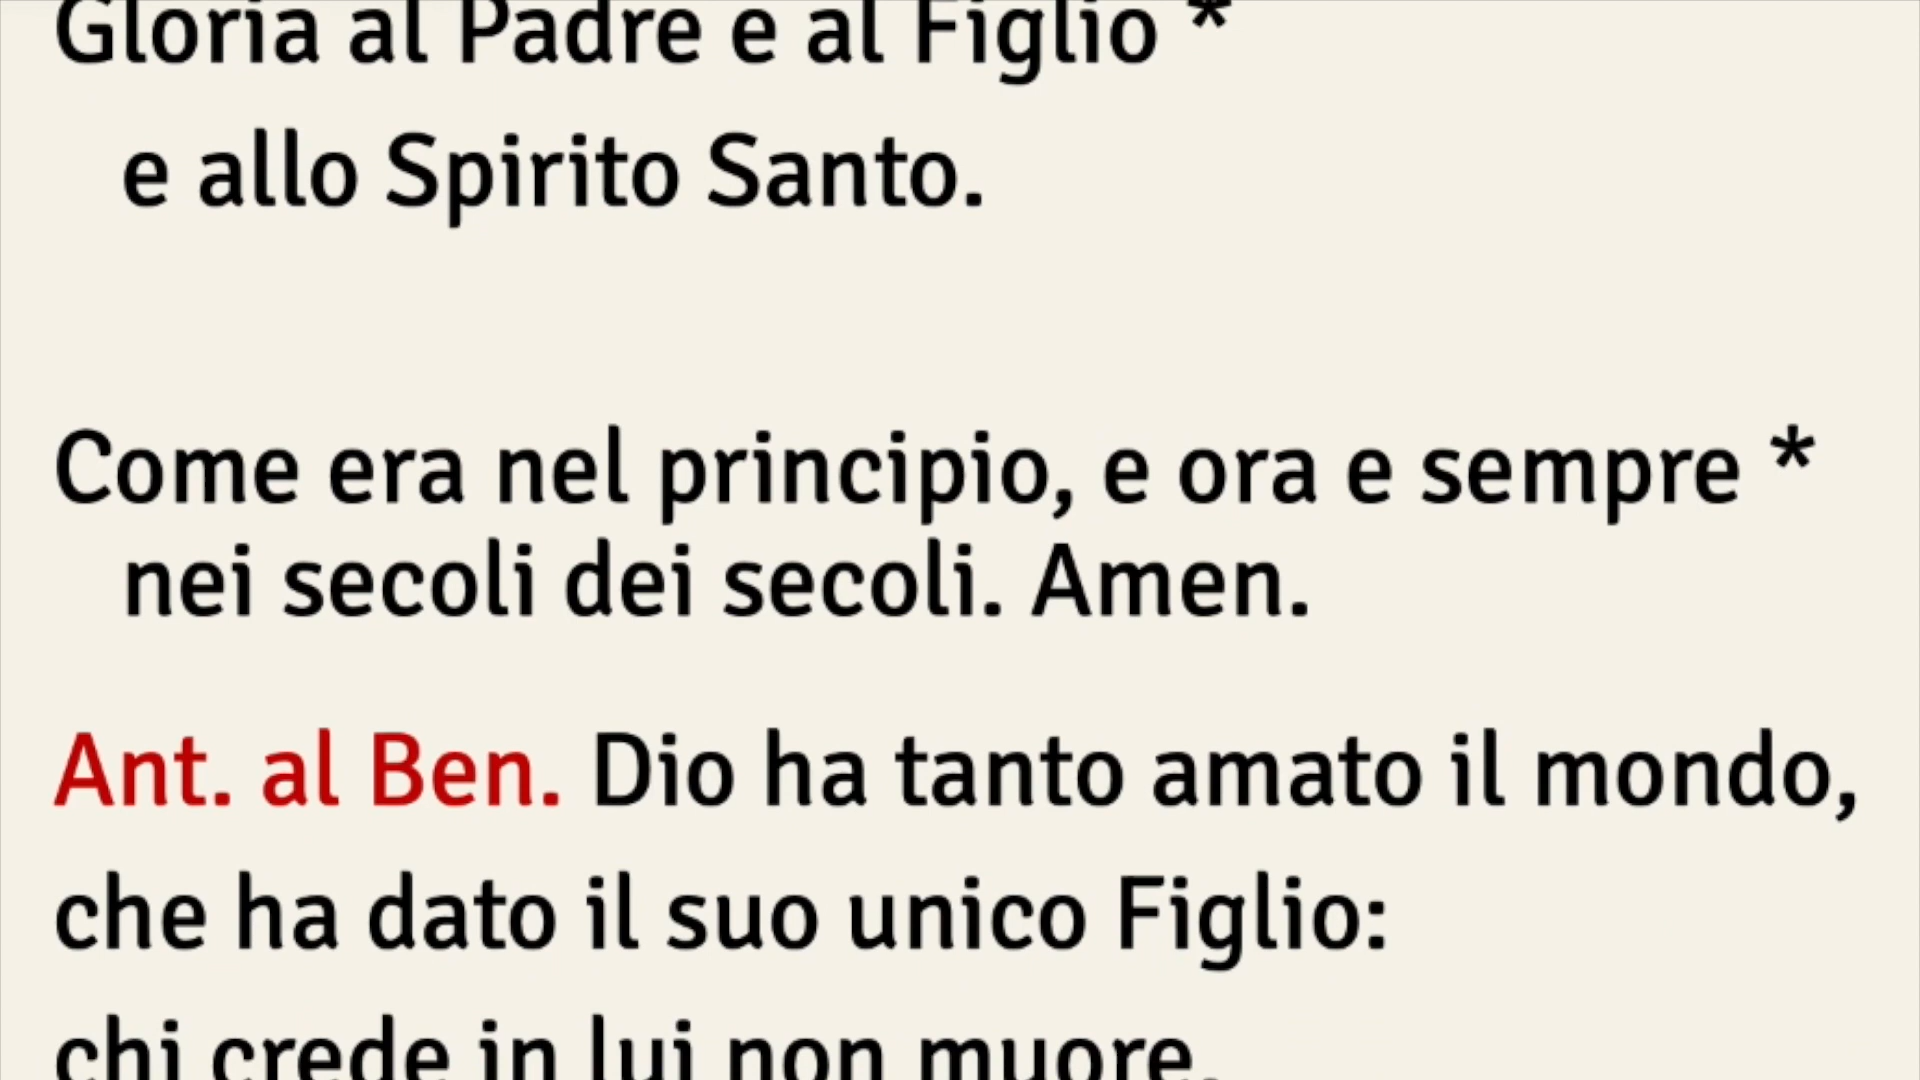 Gloria al Padre e al Figlio *
e allo Spirito Santo.
Come era nel principio, e ora e sempre *
nei secoli dei secoli. Amen.
Ant. al Ben. Dio ha tanto amato il mondo,
che ha dato il suo unico Figlio:
chi crede in lui non muore,